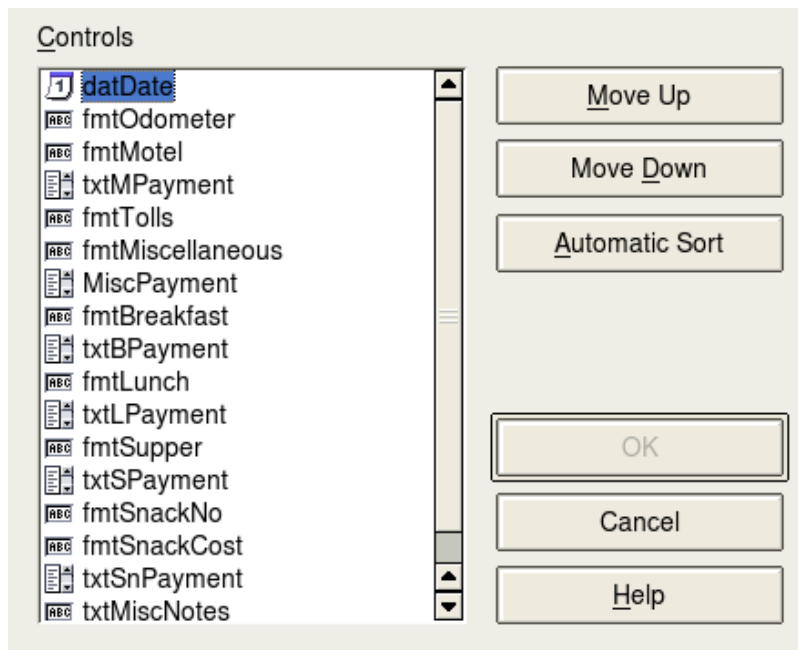 Controls
datDate
fmtOdometer
fmtMotel
txtMPayment
fmtTolls
fmtMiscellaneous
MiscPayment
fmtBreakfast
txtBPayment
fmtLunch
txtLPayment
fmtSupper
txtSPayment
fmtSnackNo
fmtSnackCost
txtSnPayment
txtMiscNotes
Move Up
Move Down
Automatic Sort
OK
Cancel
Help